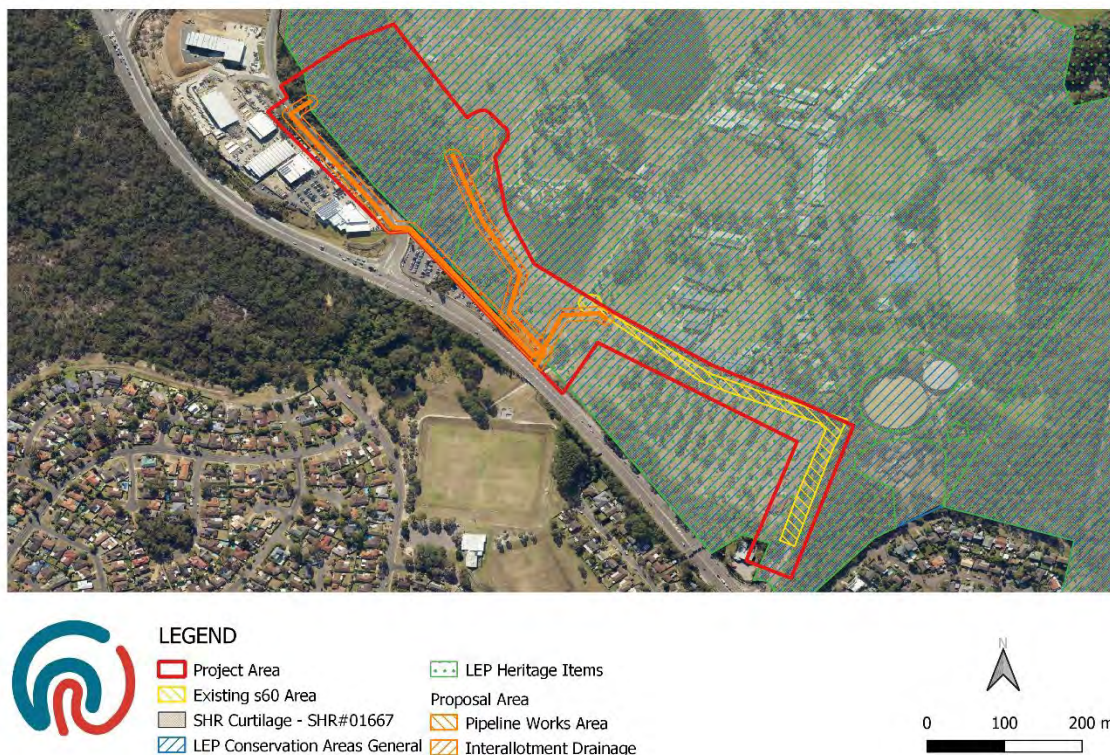 LEGEND
Project Area
Existing s60 Area
SHR Curtilage - SHR#01667
LEP Conservation Areas General
LEP Heritage Items
Proposal Area
Pipeline Works Area
Interallotment Drainage
N
0 100 200 m